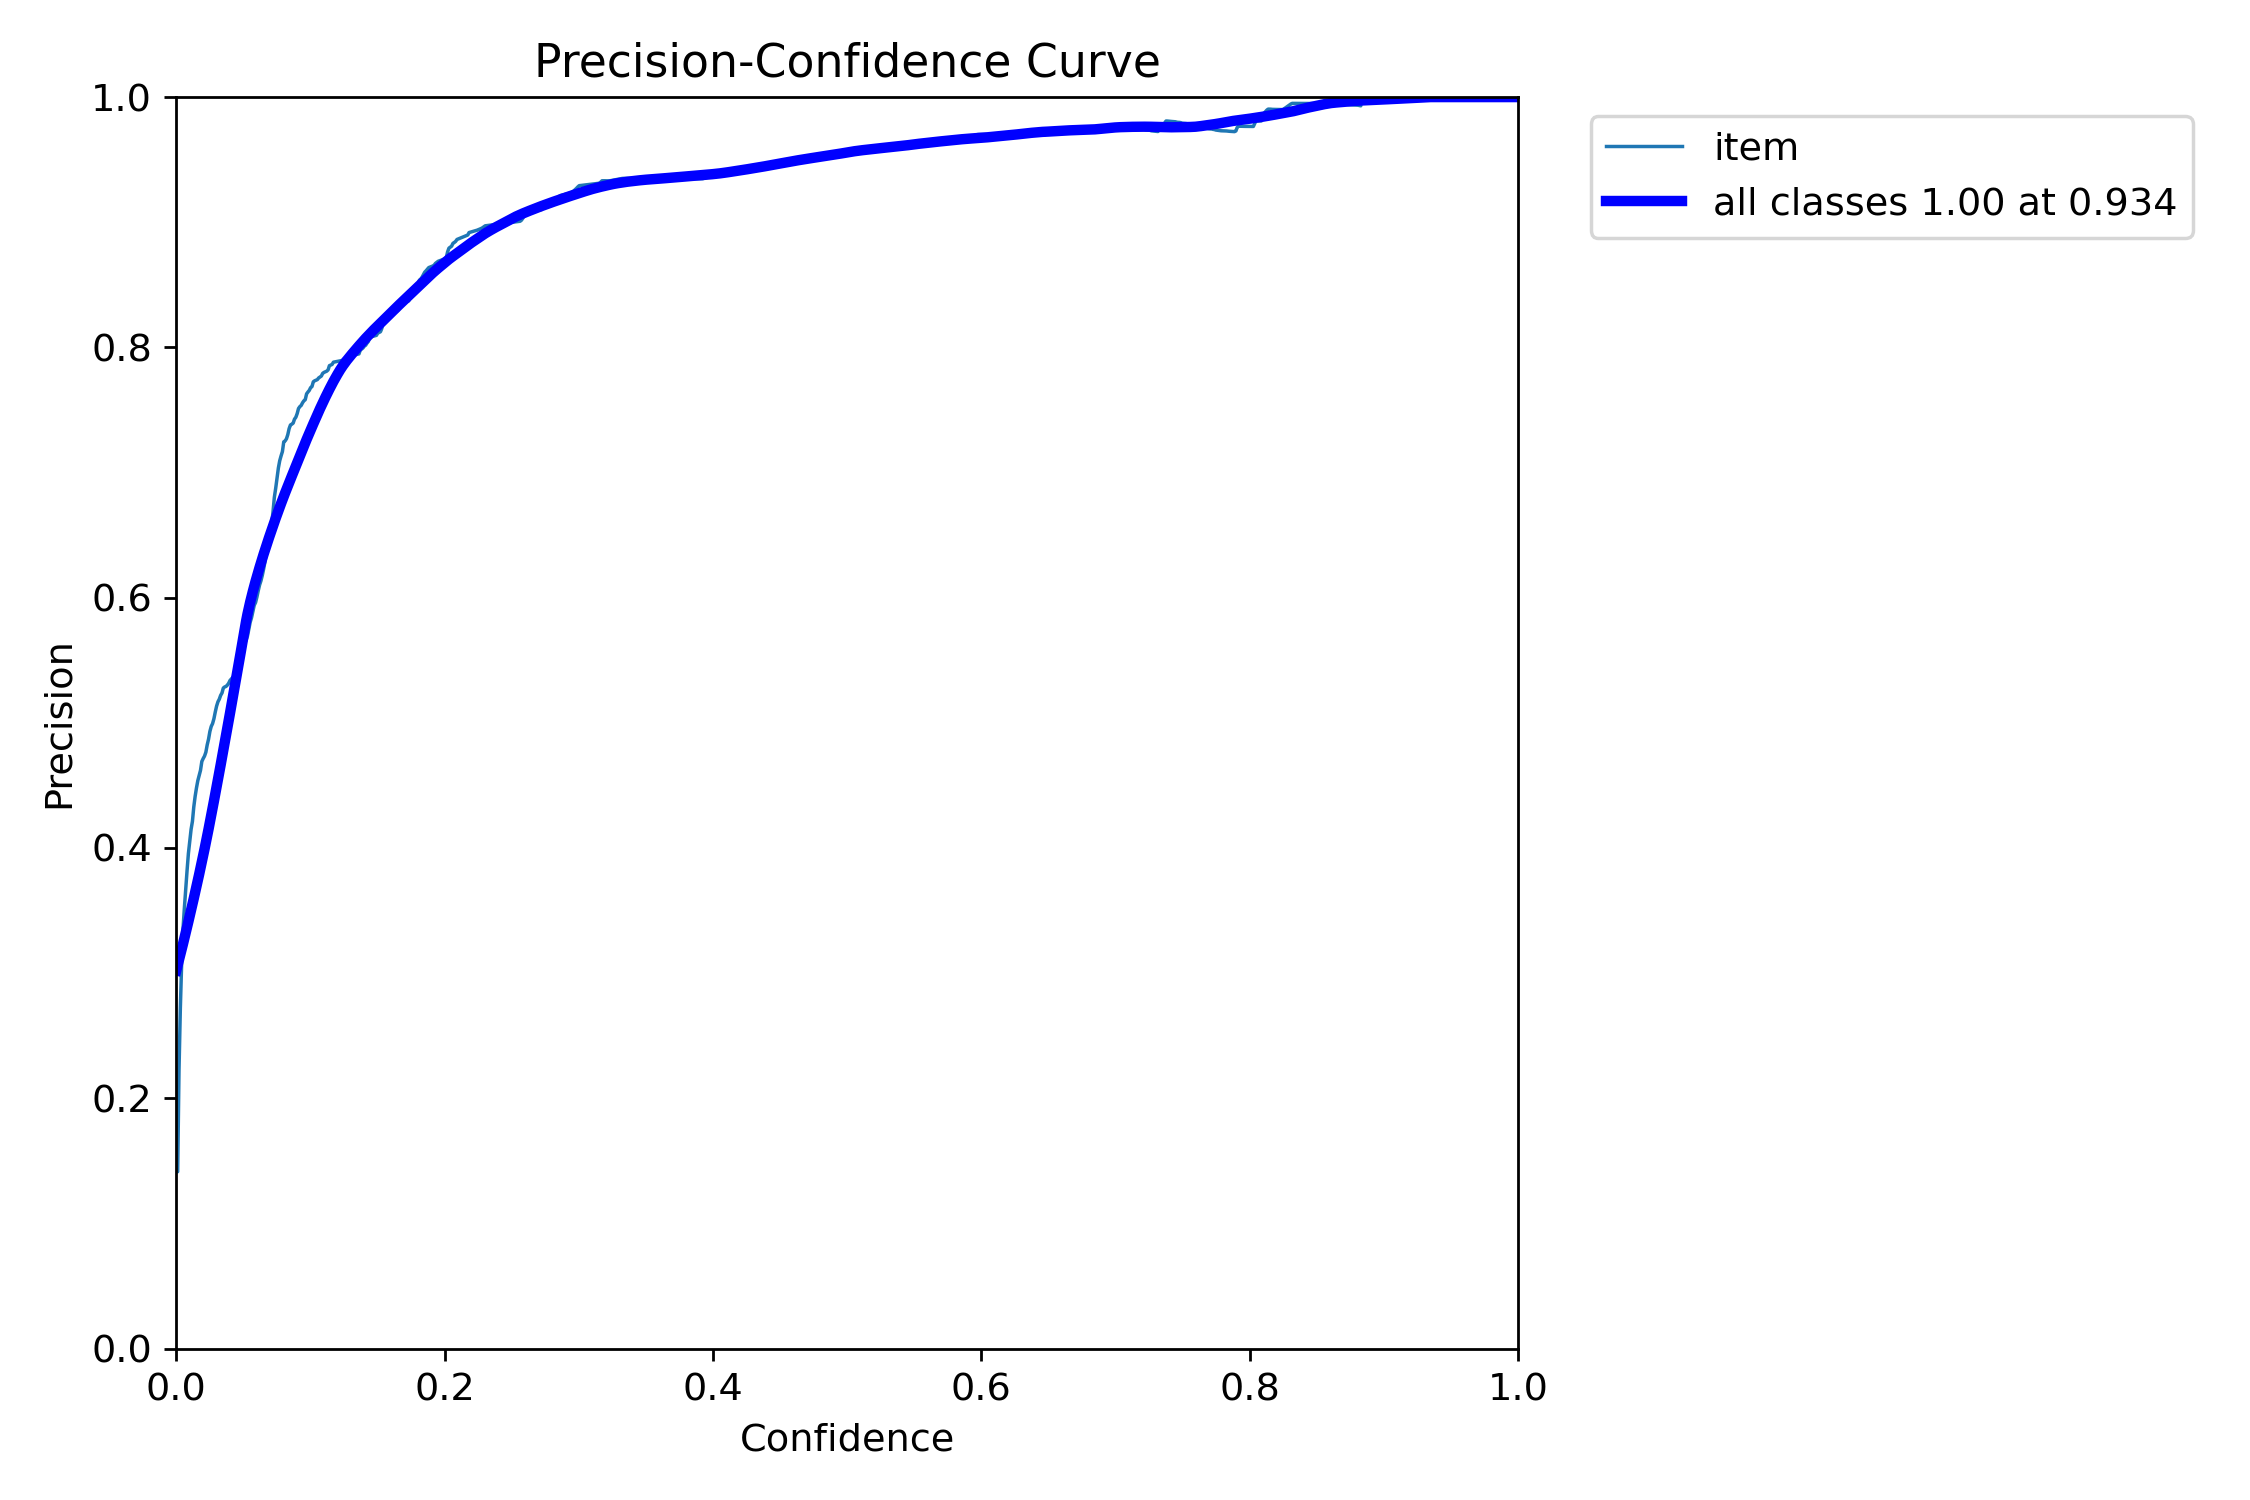 Precision-Confidence Curve
1.0
0.8
0.6
0.4
0.2
0.0
Precision
0.0 0.2 0.4 0.6 0.8 1.0
Confidence
item
all classes 1.00 at 0.934